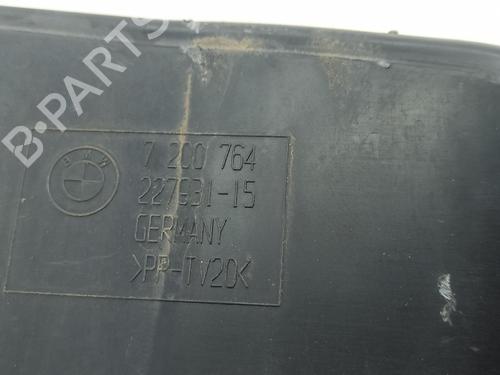 B-PARTS
BMW
7 200 764
227931-15
GERMANY
>PP-TV20<